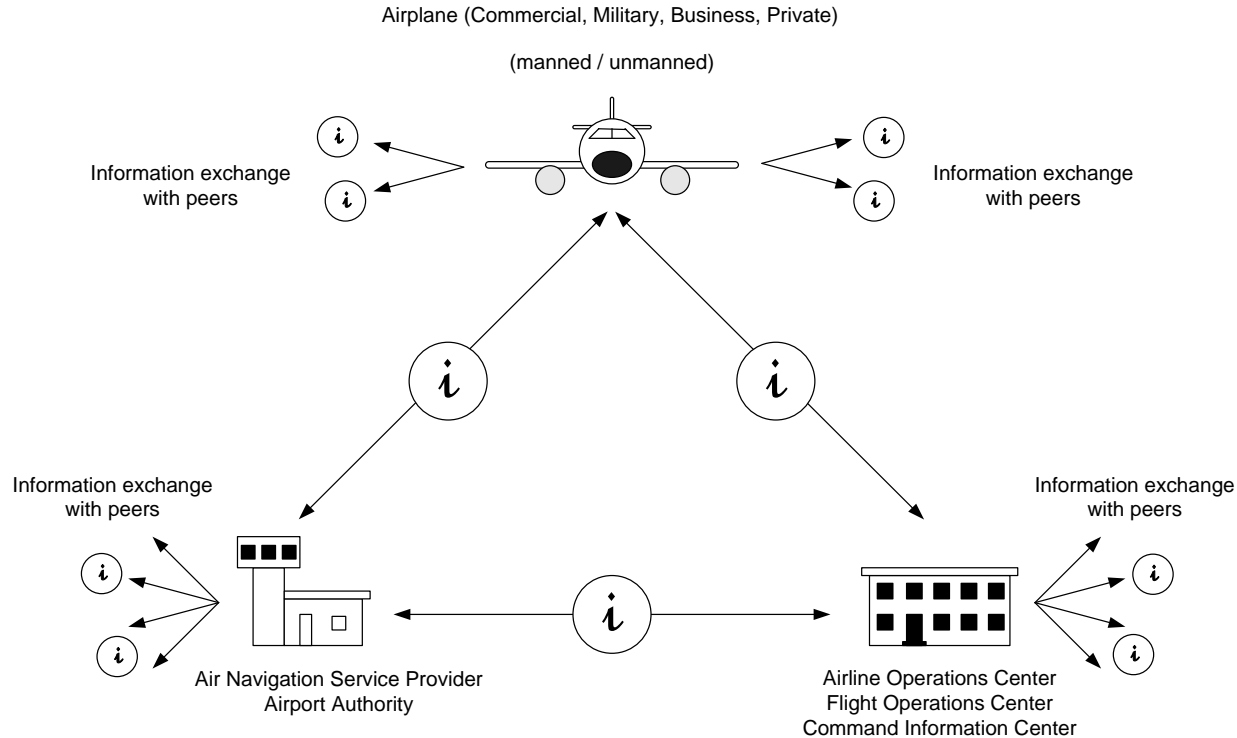 Airplane (Commercial, Military, Business, Private)
(manned / unmanned)
i
i
i
i
Information exchange
with peers
Information exchange
with peers
i
i
Information exchange
with peers
Information exchange
with peers
i
i
i
i
i
Air Navigation Service Provider
Airport Authority
Airline Operations Center
Flight Operations Center
Command Information Center